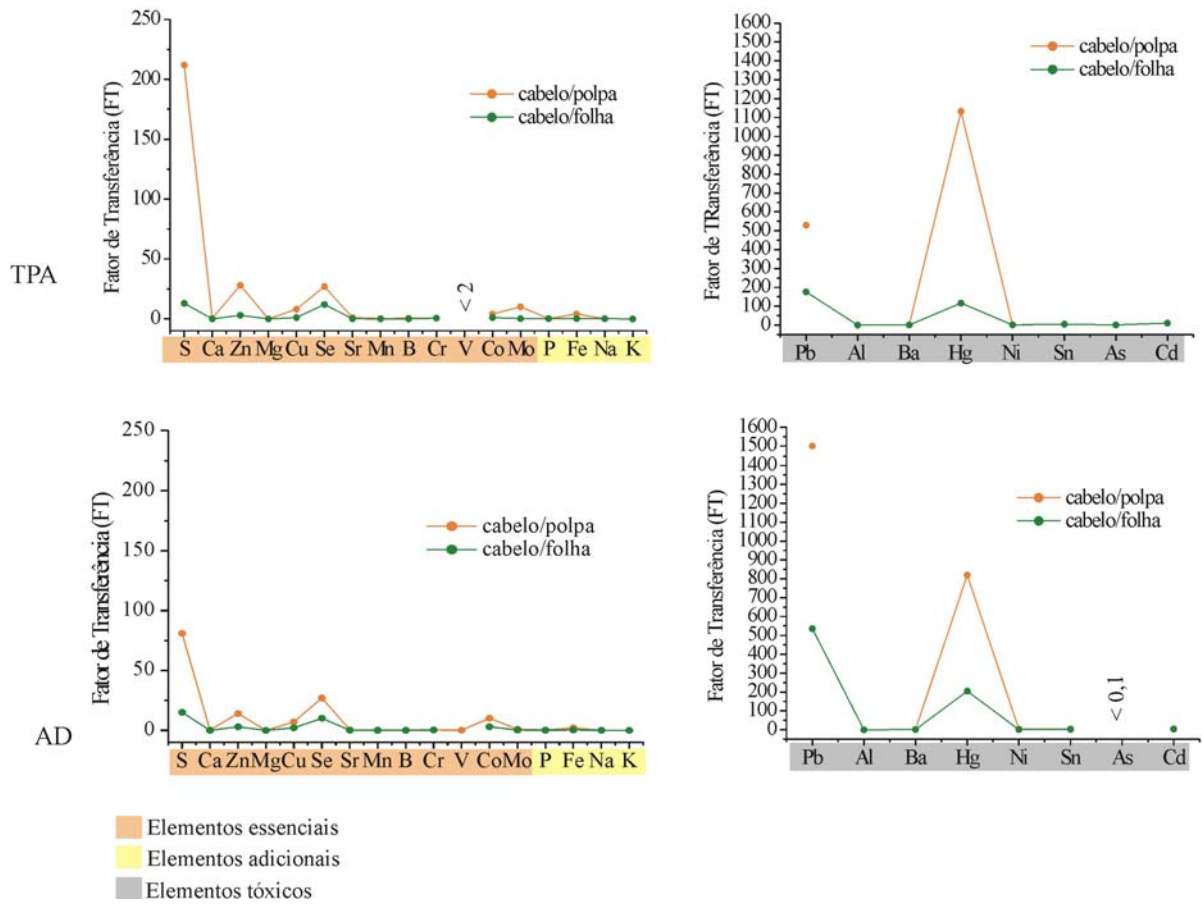 TPA
Fator de Transferência (FT)
250
200
150
100
50
0
cabelo/polpa
cabelo/folha
< 2
S Ca Zn Mg Cu Se Sr Mn B Cr V Co Mo P Fe Na K
Fator de TRansferência (FT)
1600
1500
1400
1300
1200
1100
1000
900
800
700
600
500
400
300
200
100
0
cabelo/polpa
cabelo/folha
Pb Al Ba Hg Ni Sn As Cd
AD
Fator de Transferência (FT)
250
200
150
100
50
0
cabelo/polpa
cabelo/folha
S Ca Zn Mg Cu Se Sr Mn B Cr V Co Mo P Fe Na K
Fator de Transferência (FT)
1600
1500
1400
1300
1200
1100
1000
900
800
700
600
500
400
300
200
100
0
cabelo/polpa
cabelo/folha
< 0,1
Pb Al Ba Hg Ni Sn As Cd
Elementos essenciais
Elementos adicionais
Elementos tóxicos